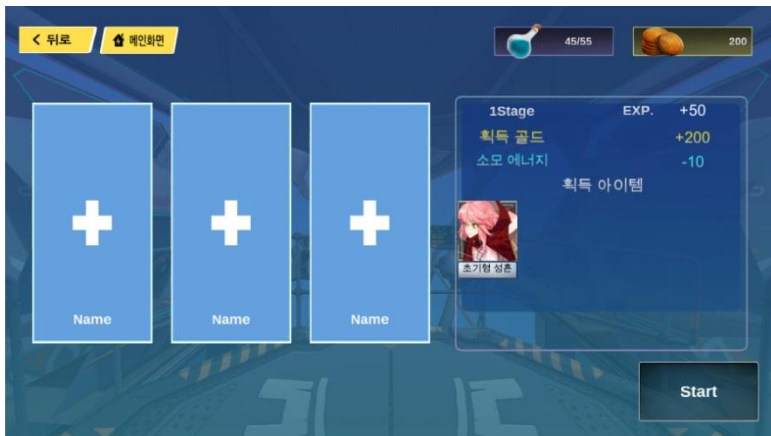 뒤로
메인화면
45/55
200
Name
Name
Name
1Stage EXP. +50
획득 골드 +200
소모 에너지 -10
획득 아이템
초기형 성흔
Start